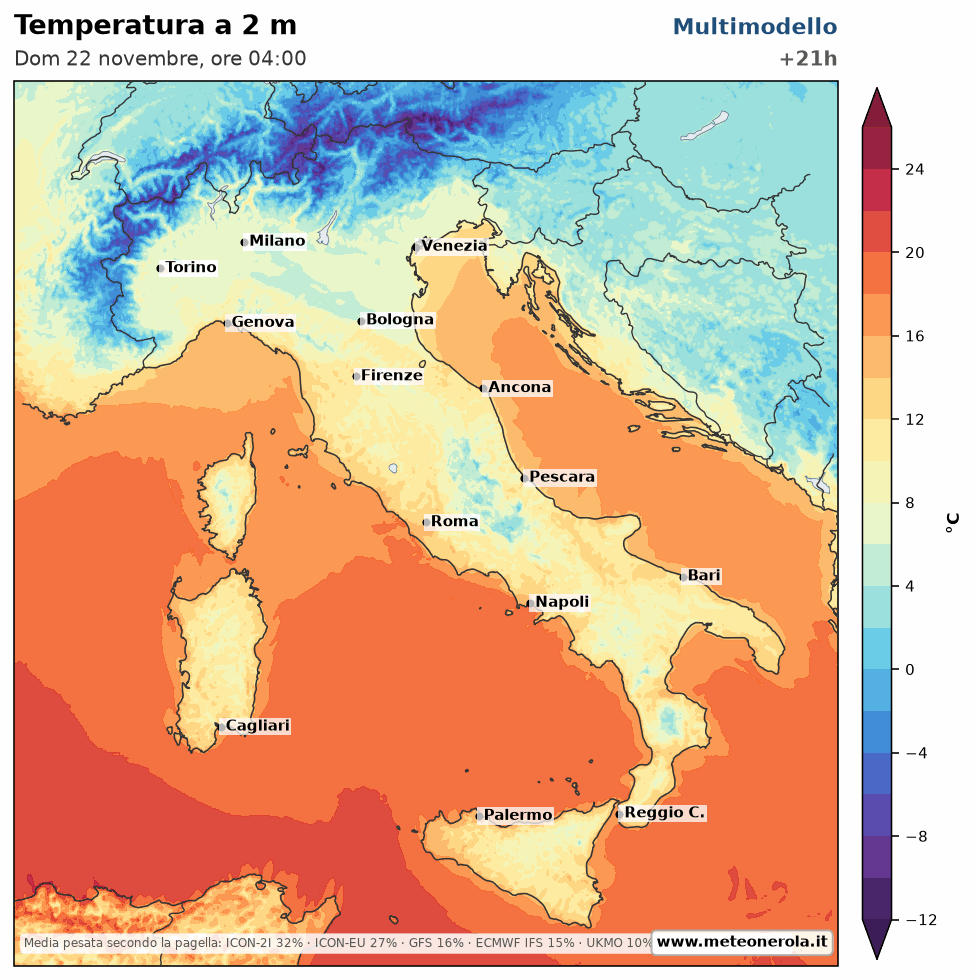 Temperatura a 2 m
Multimodello
Dom 22 novembre, ore 04:00
+21h
Milano
Venezia
Torino
Genova
Bologna
Firenze
Ancona
Pescara
Roma
Bari
Napoli
Cagliari
Palermo
Reggio C.
24
20
16
12
8
4
0
−4
−8
−12
°C
Media pesata secondo la pagella: ICON-2I 32% · ICON-EU 27% · GFS 16% · ECMWF IFS 15% · UKMO 10%
www.meteonerola.it